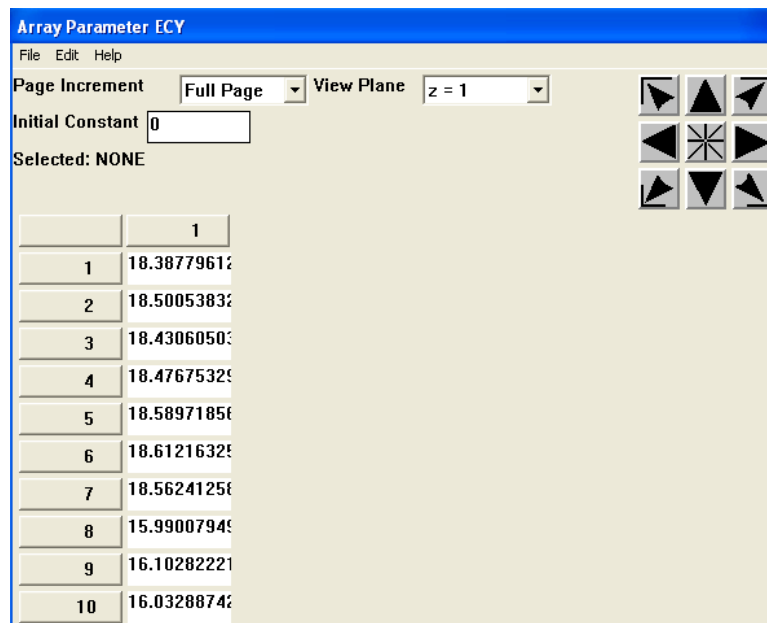 Array Parameter ECY
File Edit Help
Page Increment Full Page View Plane z = 1
Initial Constant 0
Selected: NONE
1
1 18.38779612
2 18.50053832
3 18.43060503
4 18.47675329
5 18.58971856
6 18.61216325
7 18.56241258
8 15.99007949
9 16.10282221
10 16.03288742